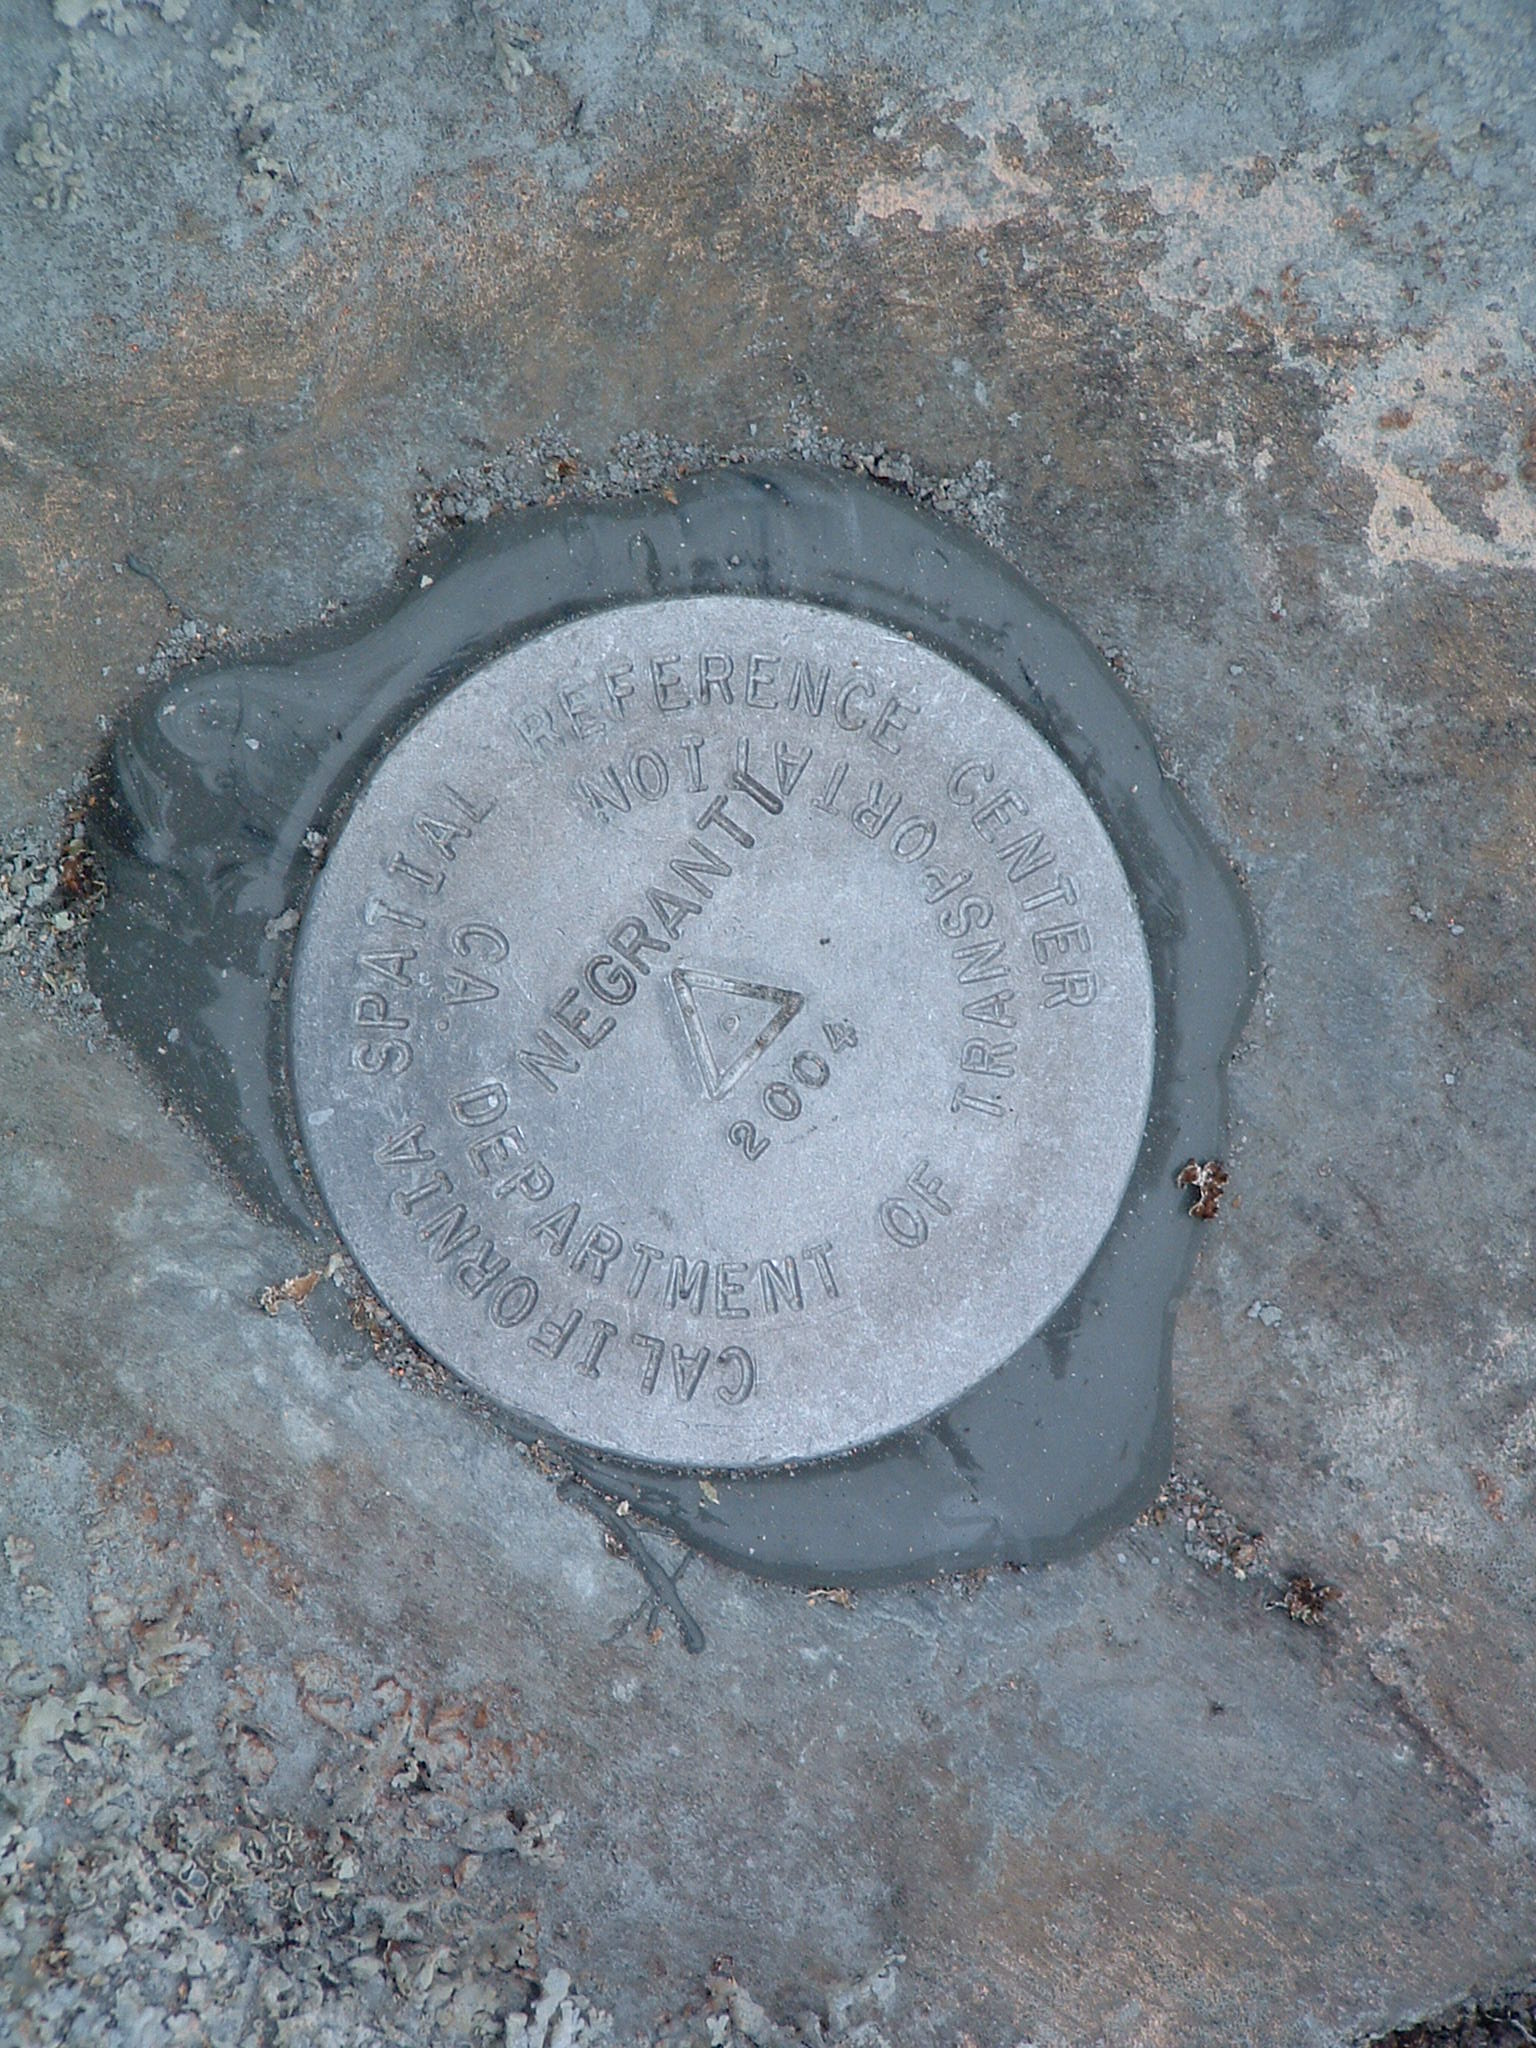 CALIFORNIA SPATIAL REFERENCE CENTER
CA. DEPARTMENT OF TRANSPORTATION
NEGRANTI
2004